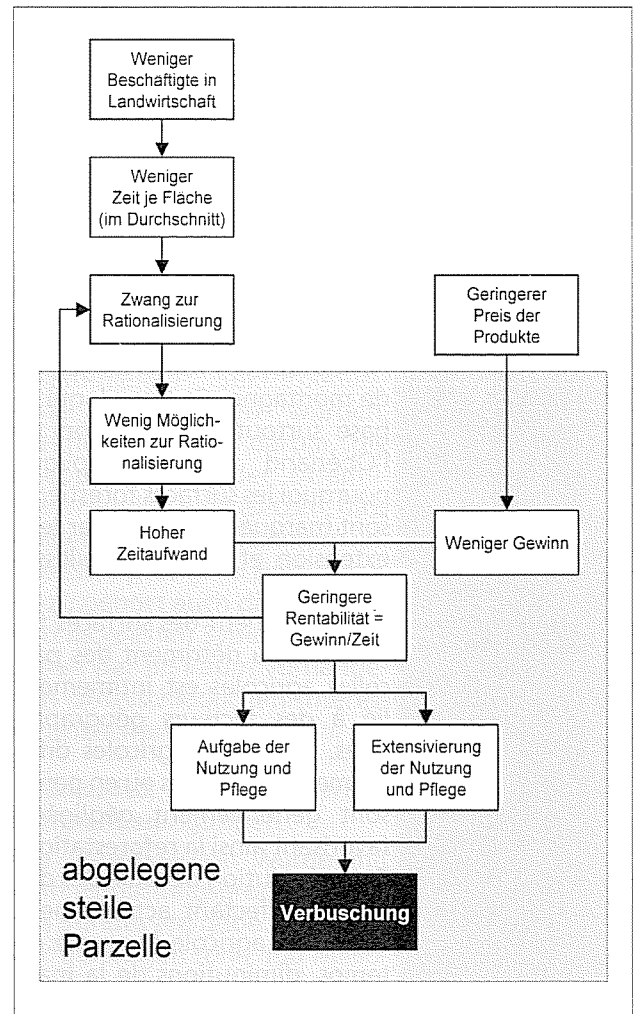 Weniger
Beschäftigte in
Landwirtschaft
Weniger
Zeit je Fläche
(im Durchschnitt)
Zwang zur
Rationalisierung
Geringerer
Preis der
Produkte
Wenig Möglich-
keiten zur Ratio-
nalisierung
Hoher
Zeitaufwand
Weniger Gewinn
Geringere
Rentabilität =
Gewinn/Zeit
Aufgabe der
Nutzung und
Pflege
Extensivierung
der Nutzung
und Pflege
abgelegene
steile
Parzelle
Verbuschung